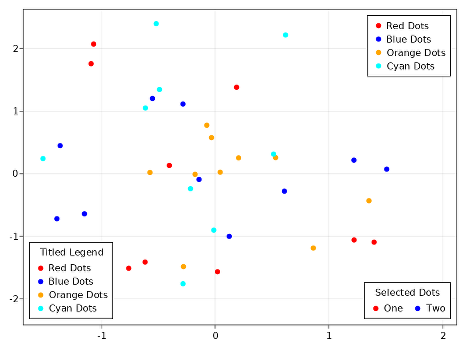 Red Dots
Blue Dots
Orange Dots
Cyan Dots
2
1
0
-1
-2
Titled Legend
Red Dots
Blue Dots
Orange Dots
Cyan Dots
Selected Dots
One Two
-1 0 1 2